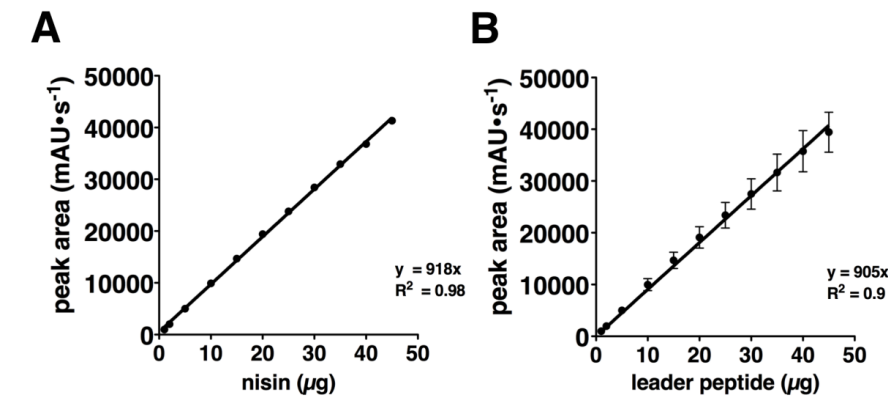 A
peak area (mAU•s⁻¹)
50000
40000
30000
20000
10000
0
0 10 20 30 40 50
nisin (µg)
y = 918x
R² = 0.98
B
peak area (mAU•s⁻¹)
50000
40000
30000
20000
10000
0
0 10 20 30 40 50
leader peptide (µg)
y = 905x
R² = 0.9